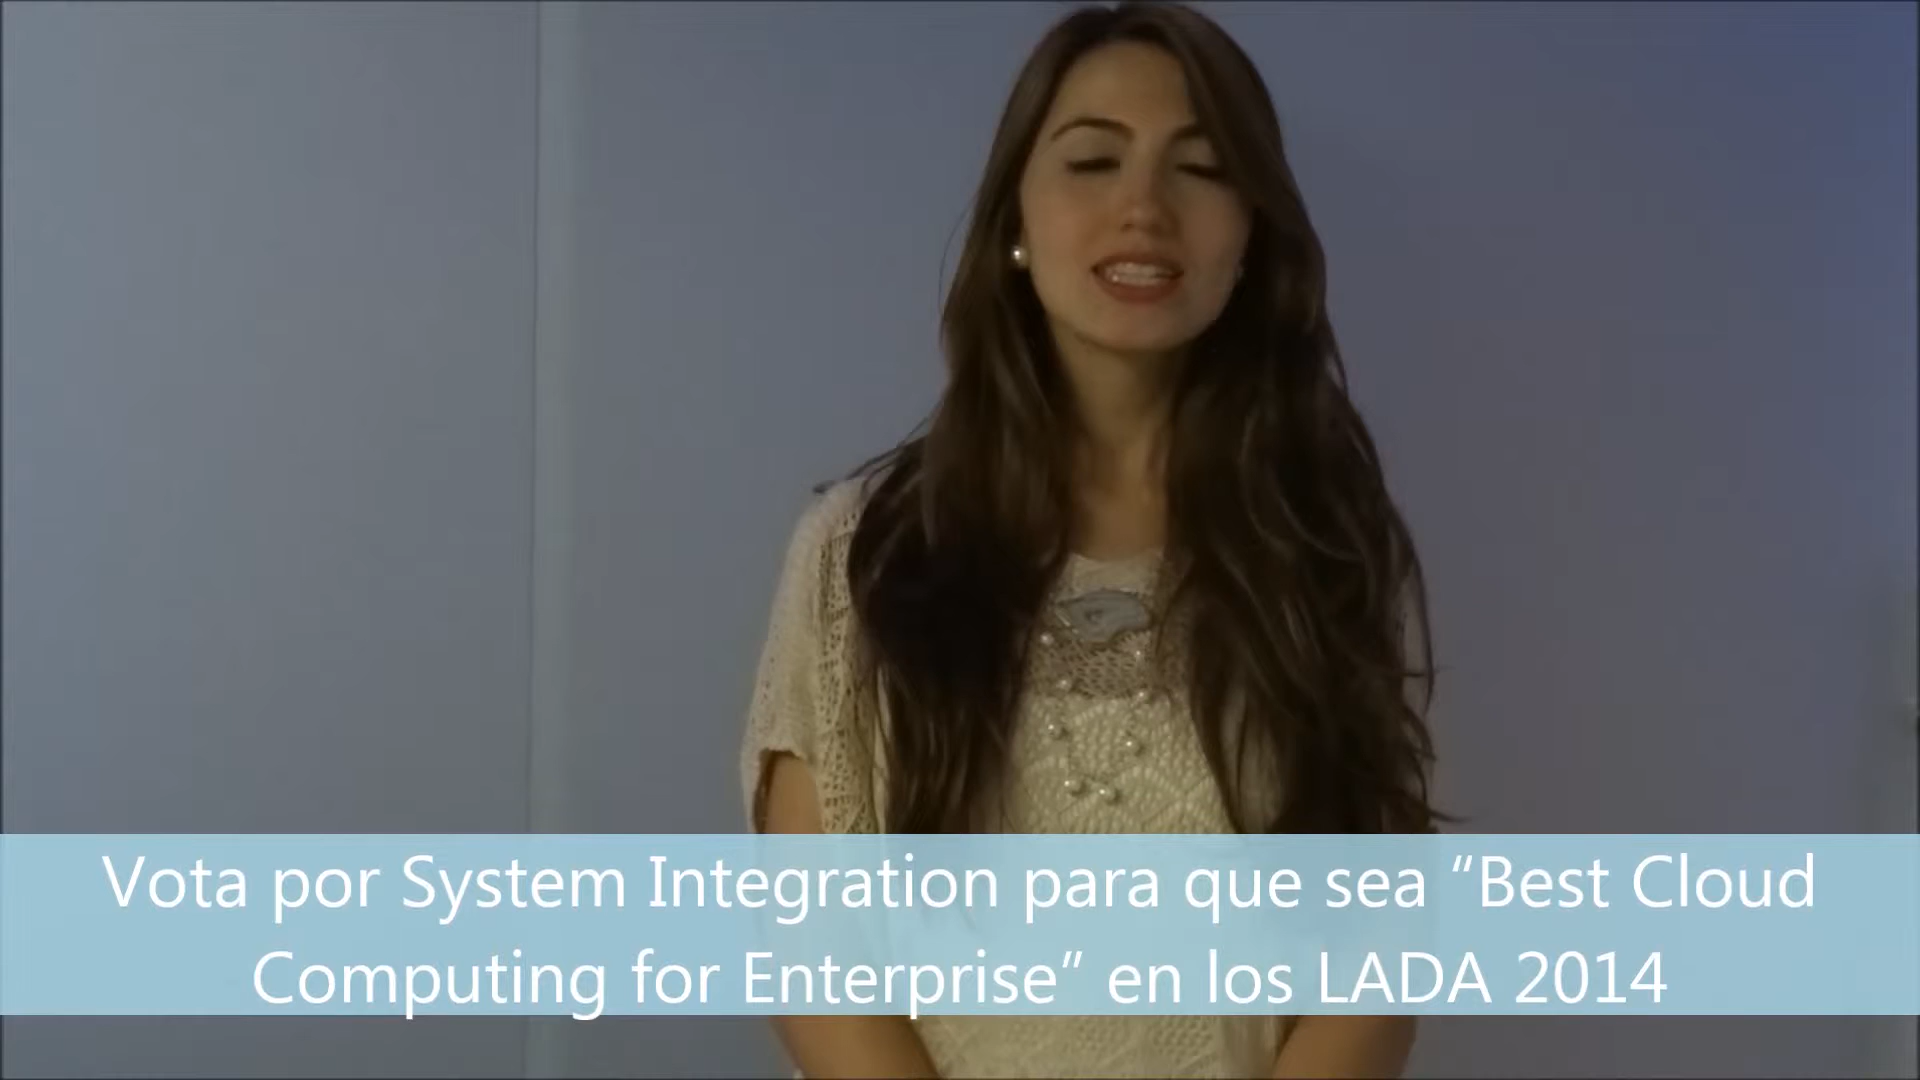 Vota por System Integration para que sea “Best Cloud
Computing for Enterprise” en los LADA 2014